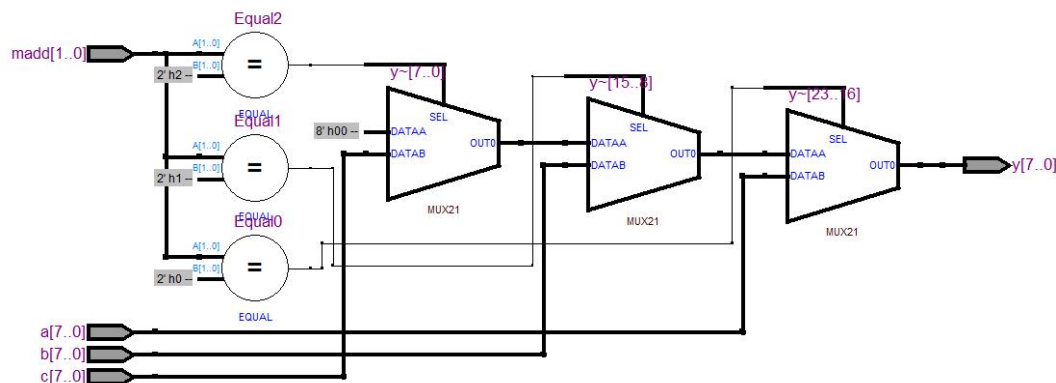 Equal2
madd[1..0]
A[1..0]
B[1..0]
2' h2 --
=
EQUAL
y~[7..0]
SEL
8' h00 --
DATAA
DATAB
OUT0
MUX21
Equal1
A[1..0]
B[1..0]
2' h1 --
=
EQUAL
y~[15..8]
SEL
DATAA
DATAB
OUT0
MUX21
Equal0
A[1..0]
B[1..0]
2' h0 --
=
EQUAL
y~[23..16]
SEL
DATAA
DATAB
OUT0
MUX21
y[7..0]
a[7..0]
b[7..0]
c[7..0]